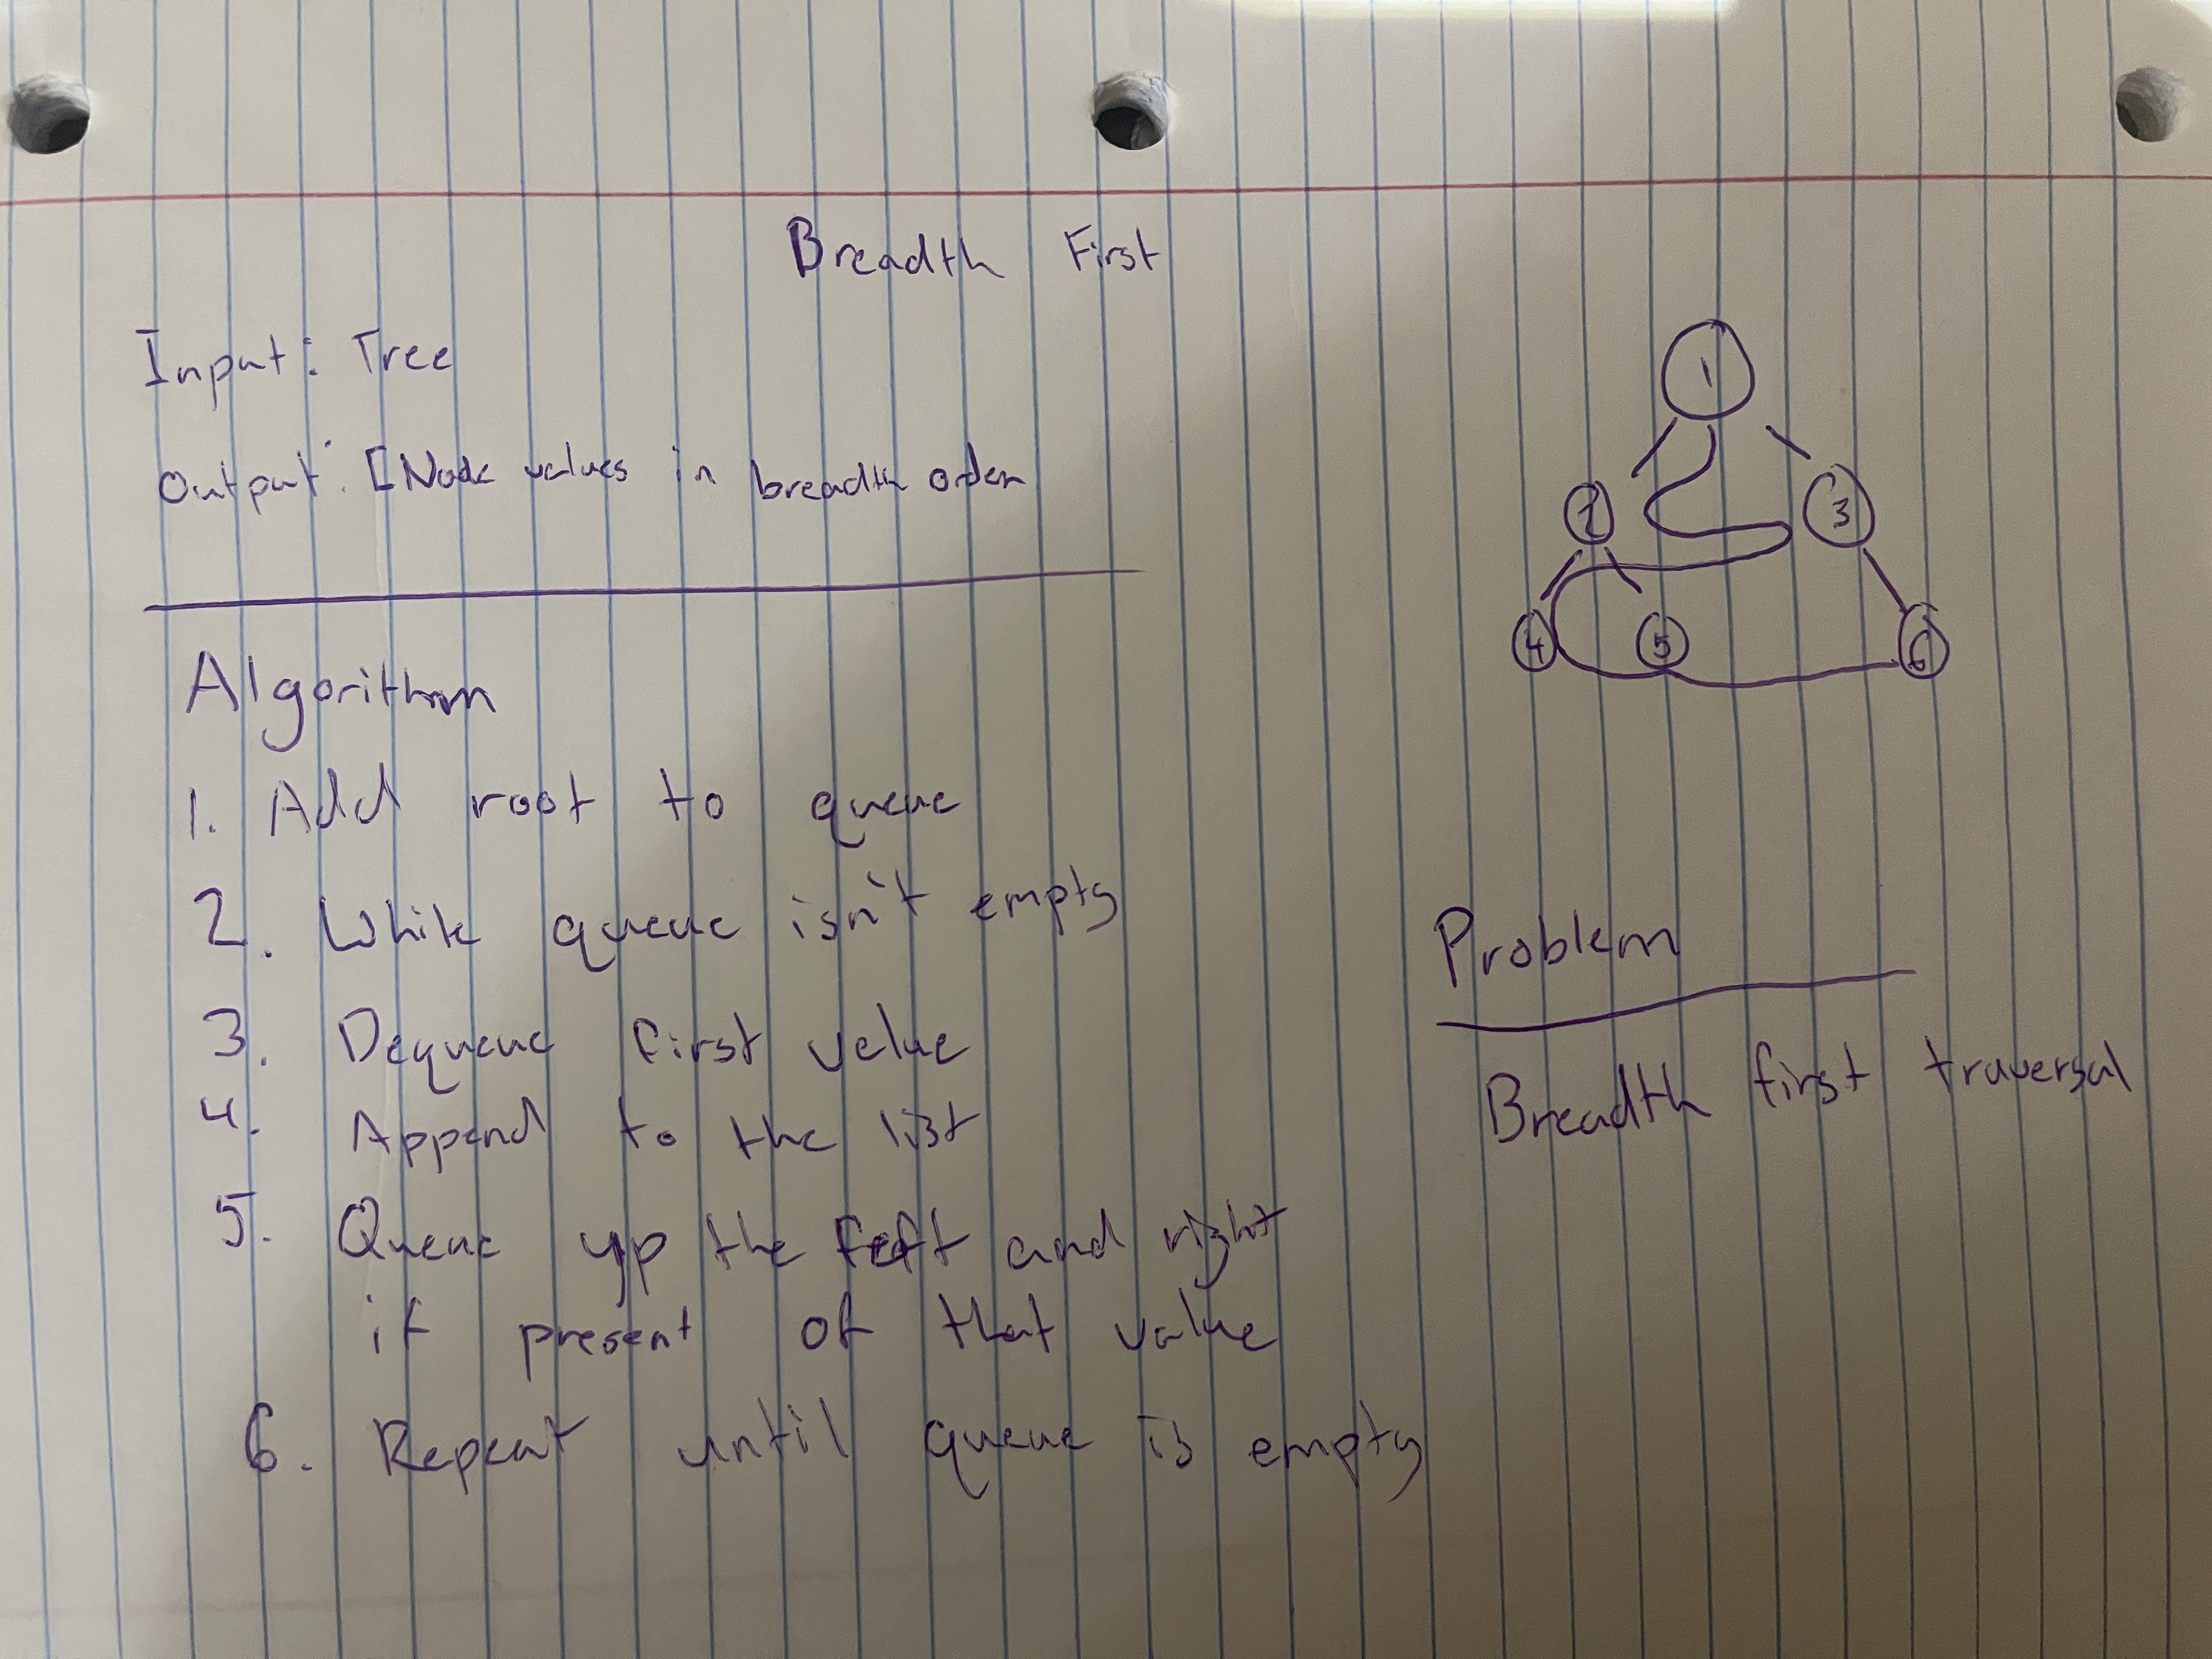 Breadth First
Input: Tree
Output: [Node values in breadth order
Algorithm
1. Add root to queue
2. While queue isn't empty
3. Dequeue first value
4. Append to the list
5. Queue up the left and right
if present of that value
6. Repeat until queue is empty
1
2 3
4 5 6
Problem
Breadth first traversal